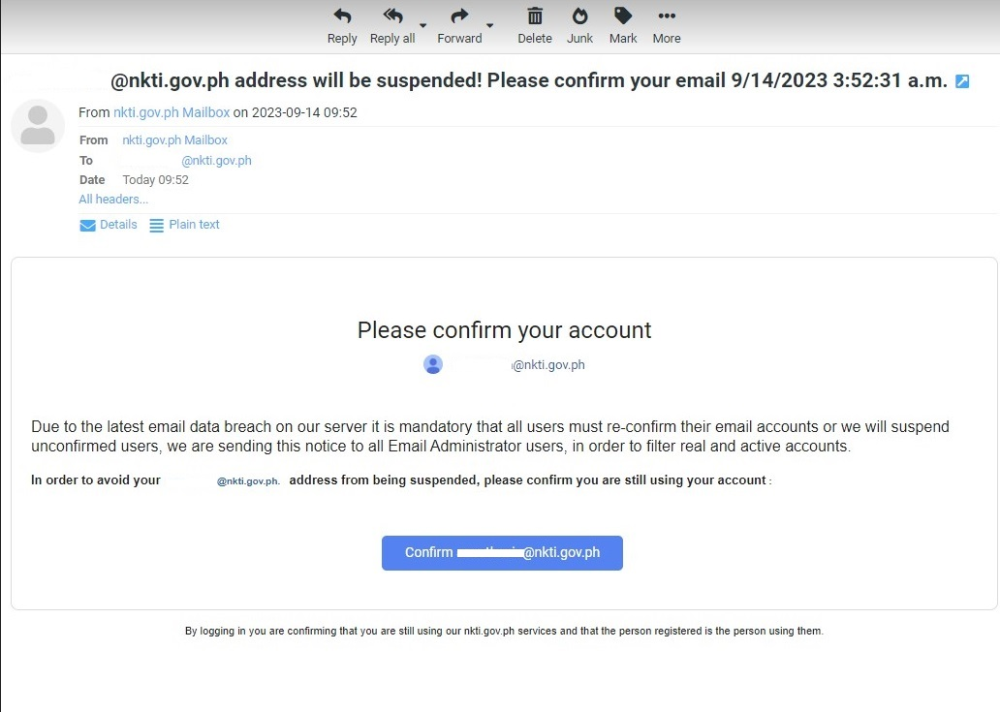 Reply Reply all Forward Delete Junk Mark More
@nkti.gov.ph address will be suspended! Please confirm your email 9/14/2023 3:52:31 a.m.
From nkti.gov.ph Mailbox on 2023-09-14 09:52
From nkti.gov.ph Mailbox
To @nkti.gov.ph
Date Today 09:52
All headers...
Details Plain text
Please confirm your account
@nkti.gov.ph
Due to the latest email data breach on our server it is mandatory that all users must re-confirm their email accounts or we will suspend
unconfirmed users, we are sending this notice to all Email Administrator users, in order to filter real and active accounts.
In order to avoid your @nkti.gov.ph. address from being suspended, please confirm you are still using your account :
Confirm @nkti.gov.ph
By logging in you are confirming that you are still using our nkti.gov.ph services and that the person registered is the person using them.